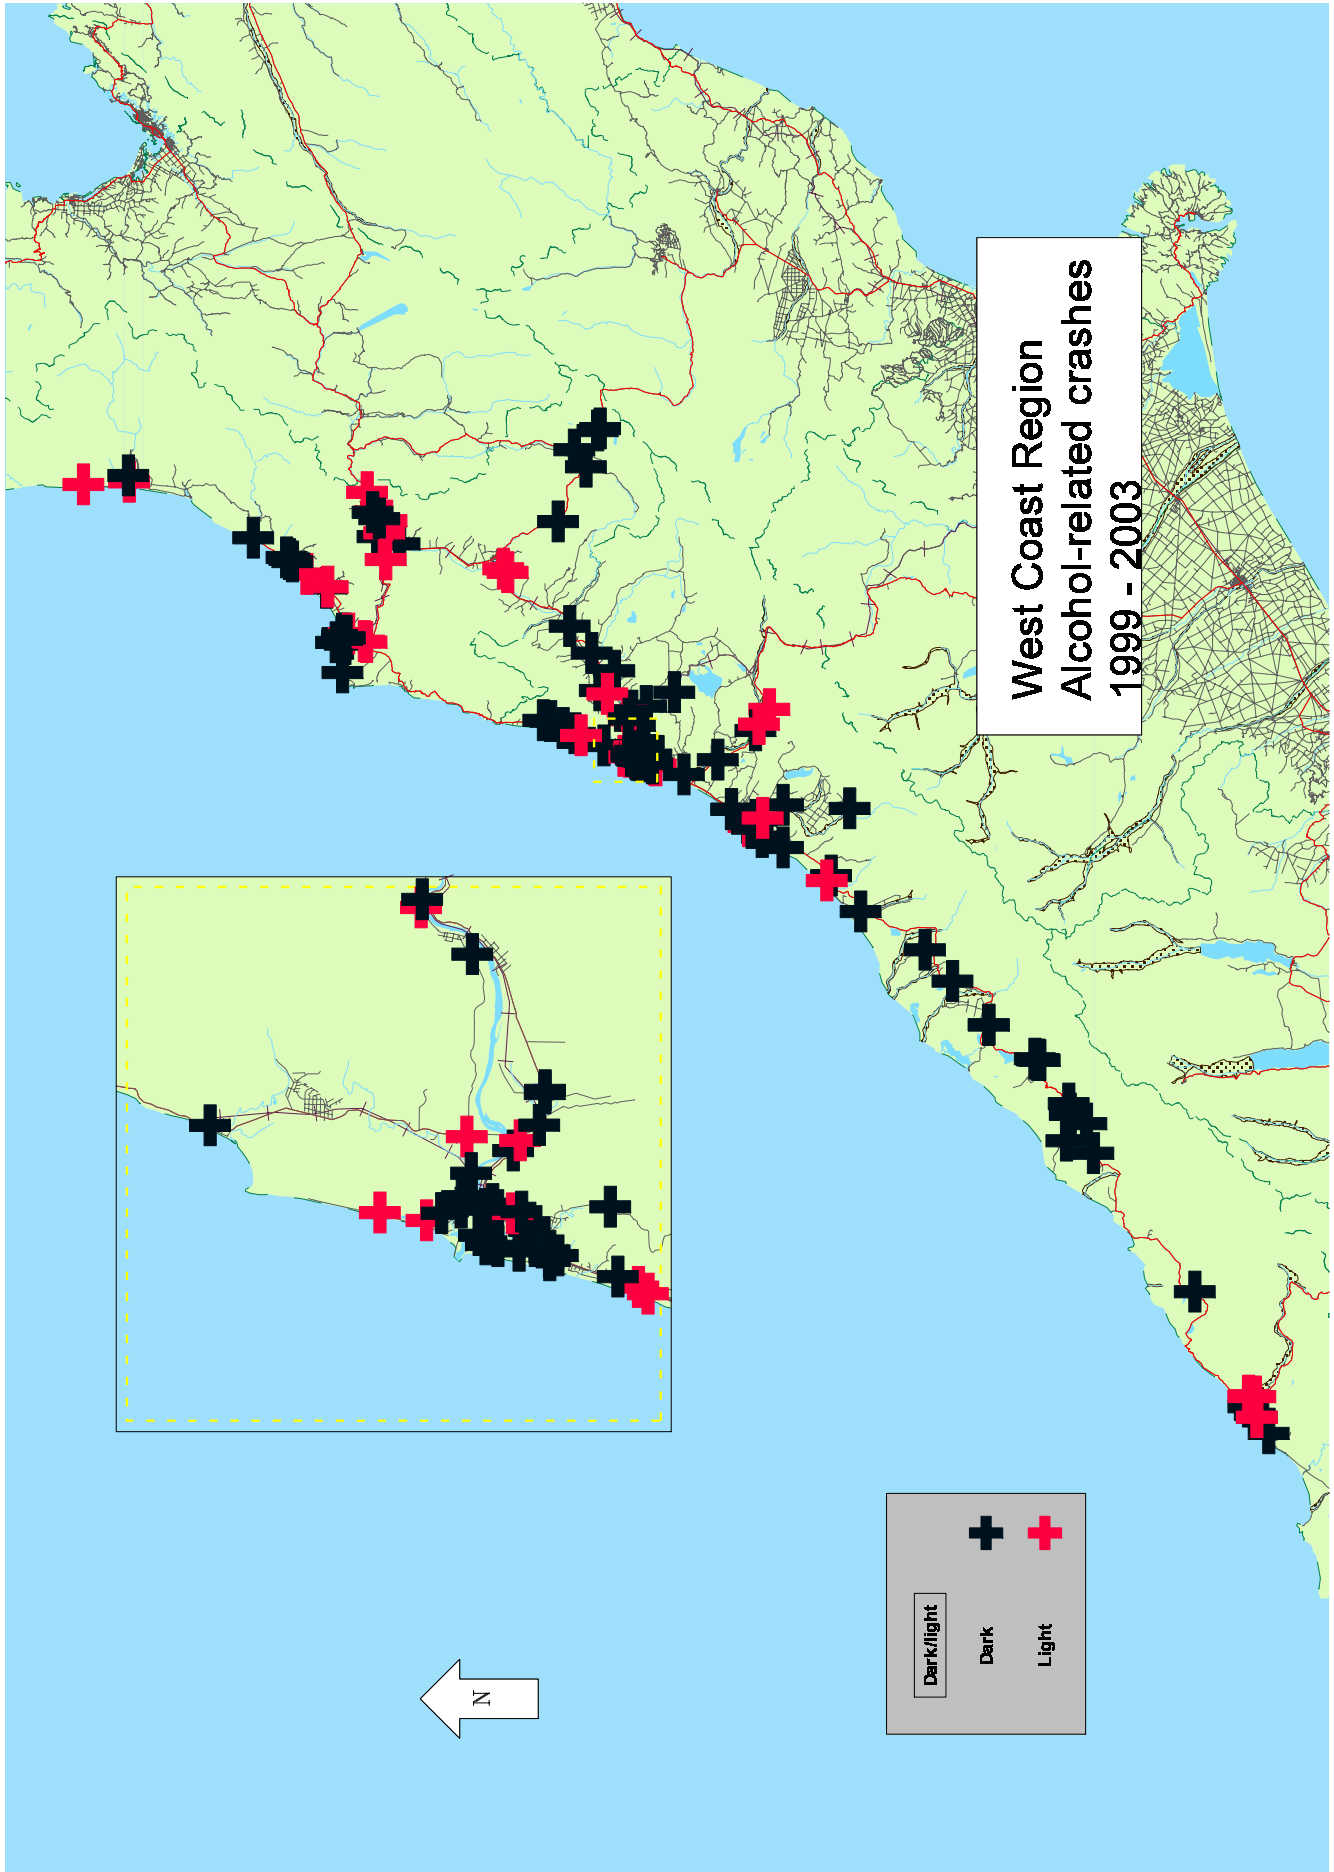 West Coast Region
Alcohol-related crashes
1999 - 2003
Dark/light
Dark
Light
N